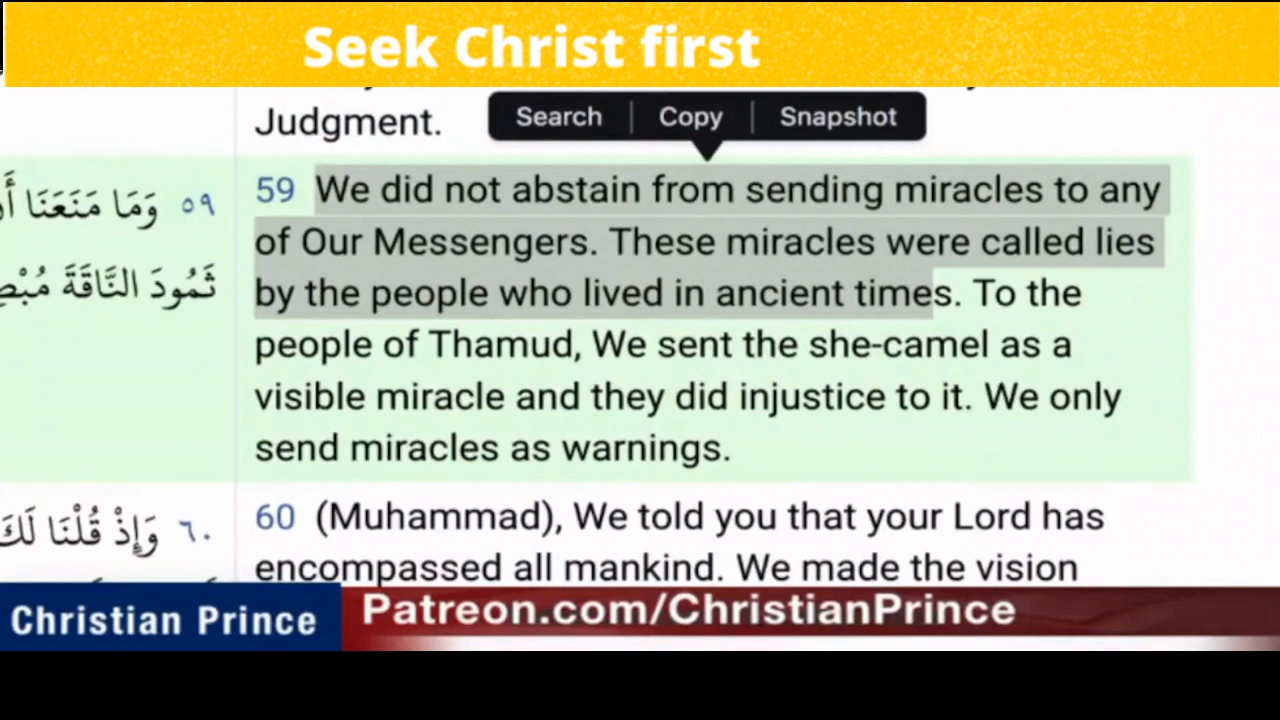 Seek Christ first
Judgment.
Search | Copy | Snapshot
٥٩ وَمَا مَنَعَنَا
ثَمُودَ النَّاقَةَ
59 We did not abstain from sending miracles to any
of Our Messengers. These miracles were called lies
by the people who lived in ancient times. To the
people of Thamud, We sent the she-camel as a
visible miracle and they did injustice to it. We only
send miracles as warnings.
٦٠ وَإِذْ قُلْنَا لَكَ
60 (Muhammad), We told you that your Lord has
encompassed all mankind. We made the vision
Christian Prince
Patreon.com/ChristianPrince